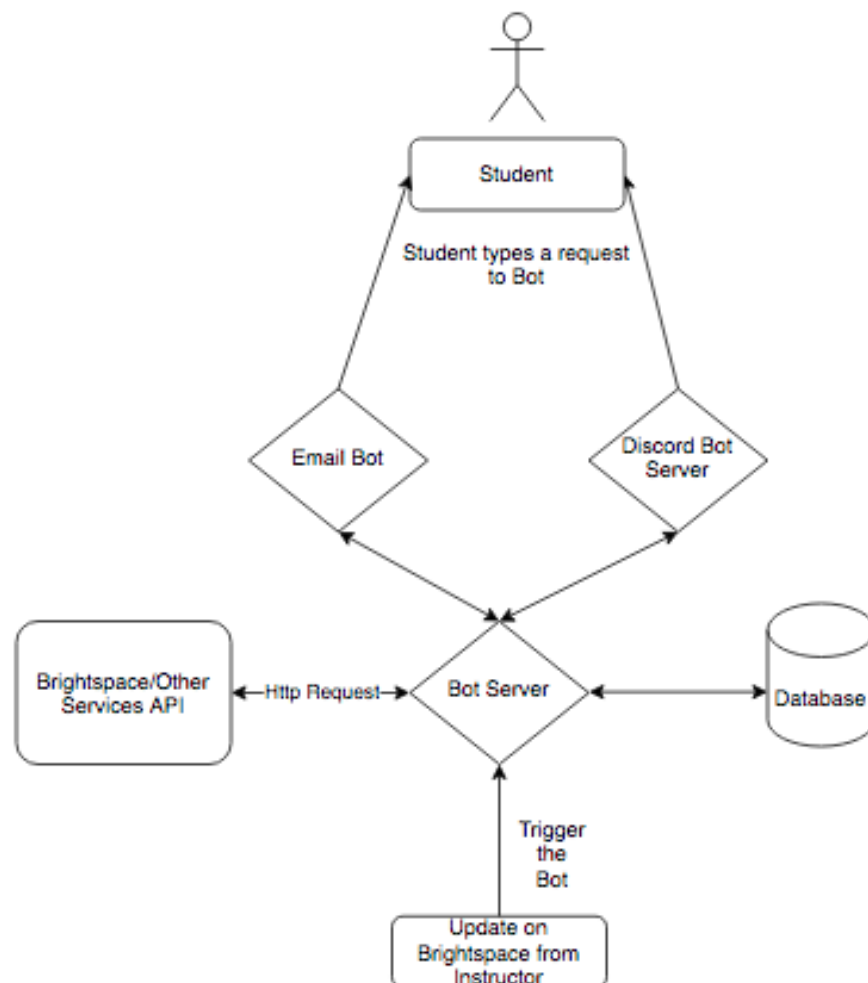 Student
Student types a request
to Bot
Email Bot
Discord Bot
Server
Brightspace/Other
Services API
Http Request
Bot Server
Database
Trigger
the
Bot
Update on
Brightspace from
Instructor